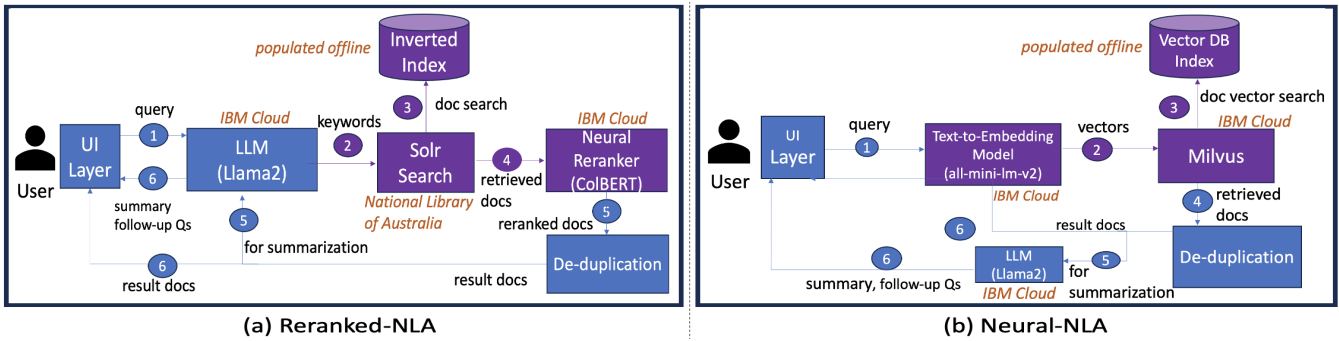 populated offline
Inverted
Index
3
doc search
query
1
IBM Cloud
keywords
2
IBM Cloud
UI
Layer
LLM
(Llama2)
Solr
Search
4
retrieved
docs
Neural
Reranker
(ColBERT)
User
6
summary
follow-up Qs
National Library
of Australia
5
for summarization
5
reranked docs
De-duplication
6
result docs
result docs
(a) Reranked-NLA
populated offline
Vector DB
Index
3
doc vector search
IBM Cloud
query
1
UI
Layer
Text-to-Embedding
Model
(all-mini-lm-v2)
vectors
2
Milvus
User
IBM Cloud
4
retrieved
docs
6
result docs
De-duplication
6
summary, follow-up Qs
LLM
(Llama2)
IBM Cloud
5
for
summarization
(b) Neural-NLA